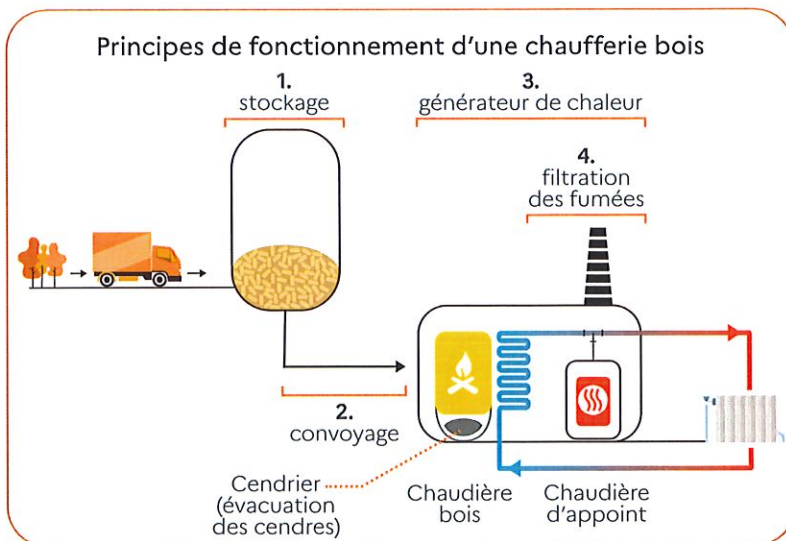 Principes de fonctionnement d’une chaufferie bois
1.
stockage
3.
générateur de chaleur
4.
filtration
des fumées
2.
convoyage
Cendrier
(évacuation
des cendres)
Chaudière
bois
Chaudière
d’appoint